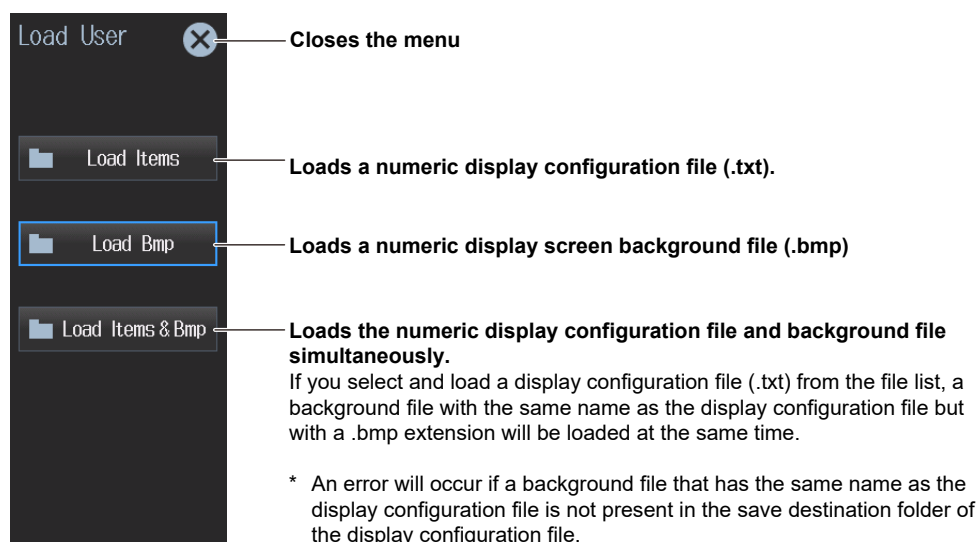 Load User
Closes the menu
Load Items
Loads a numeric display configuration file (.txt).
Load Bmp
Loads a numeric display screen background file (.bmp)
Load Items & Bmp
Loads the numeric display configuration file and background file
simultaneously.
If you select and load a display configuration file (.txt) from the file list, a
background file with the same name as the display configuration file but
with a .bmp extension will be loaded at the same time.
* An error will occur if a background file that has the same name as the
display configuration file is not present in the save destination folder of
the display configuration file.